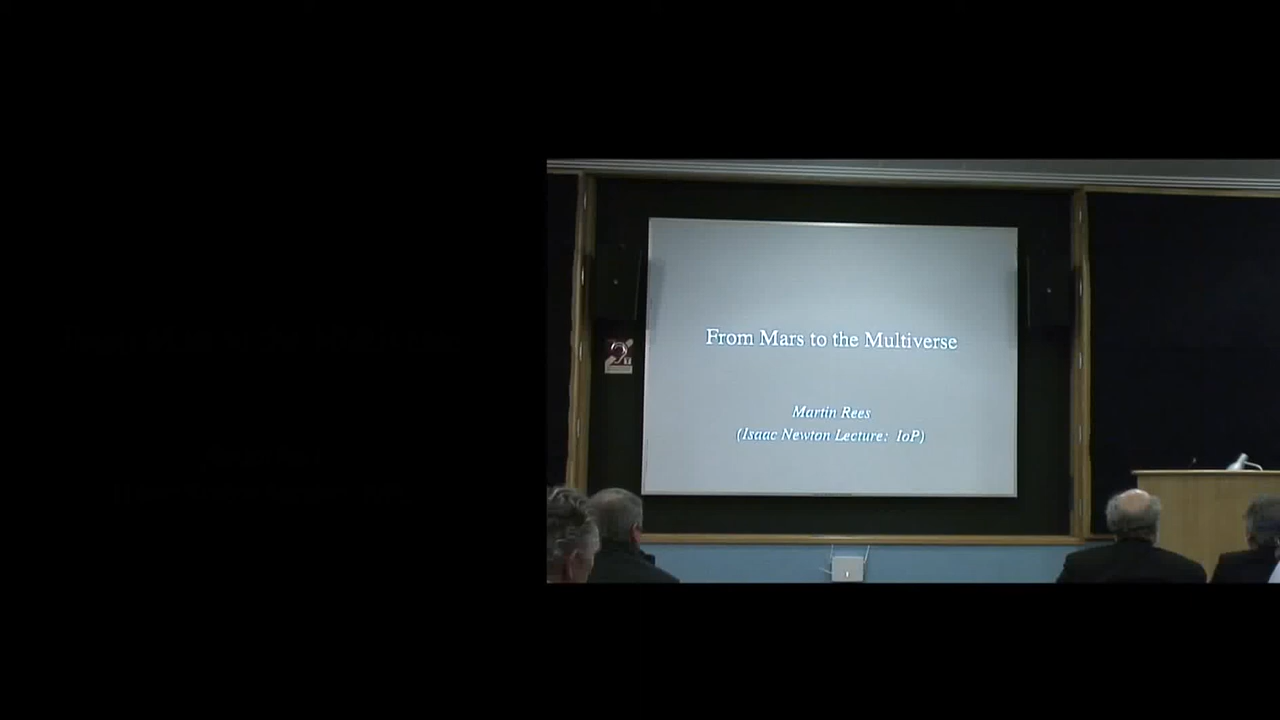 From Mars to the Multiverse
Martin Rees
(Isaac Newton Lecture: IoP)